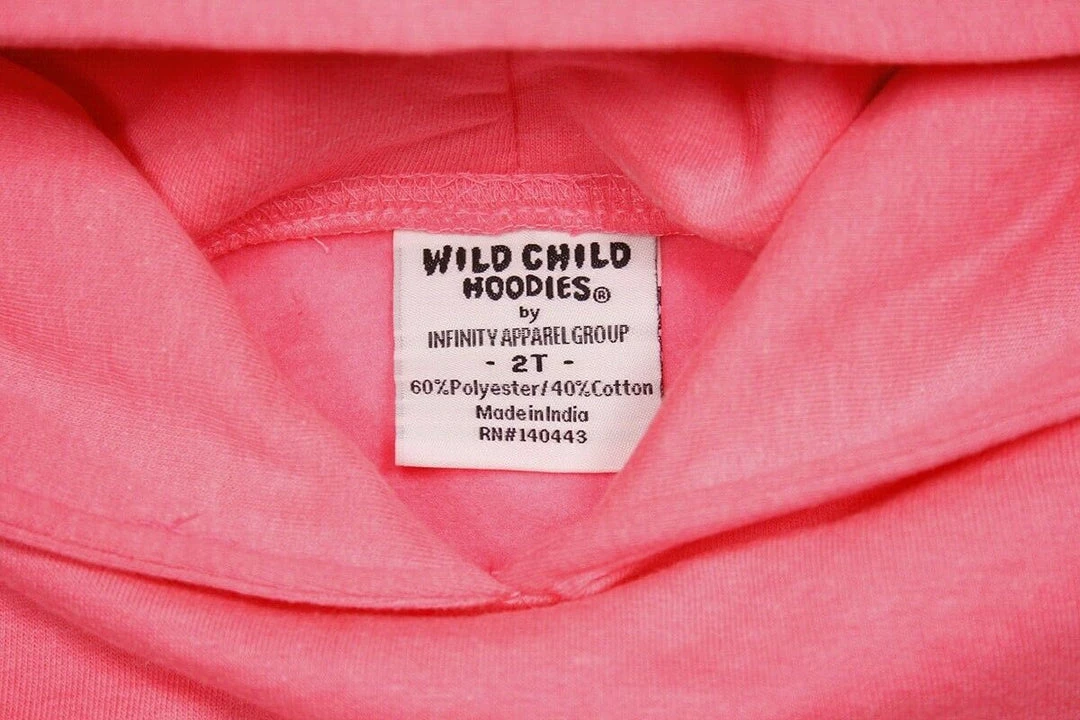 WILD CHILD
HOODIES®
by
INFINITY APPAREL GROUP
- 2T -
60%Polyester/40%Cotton
Made in India
RN#140443